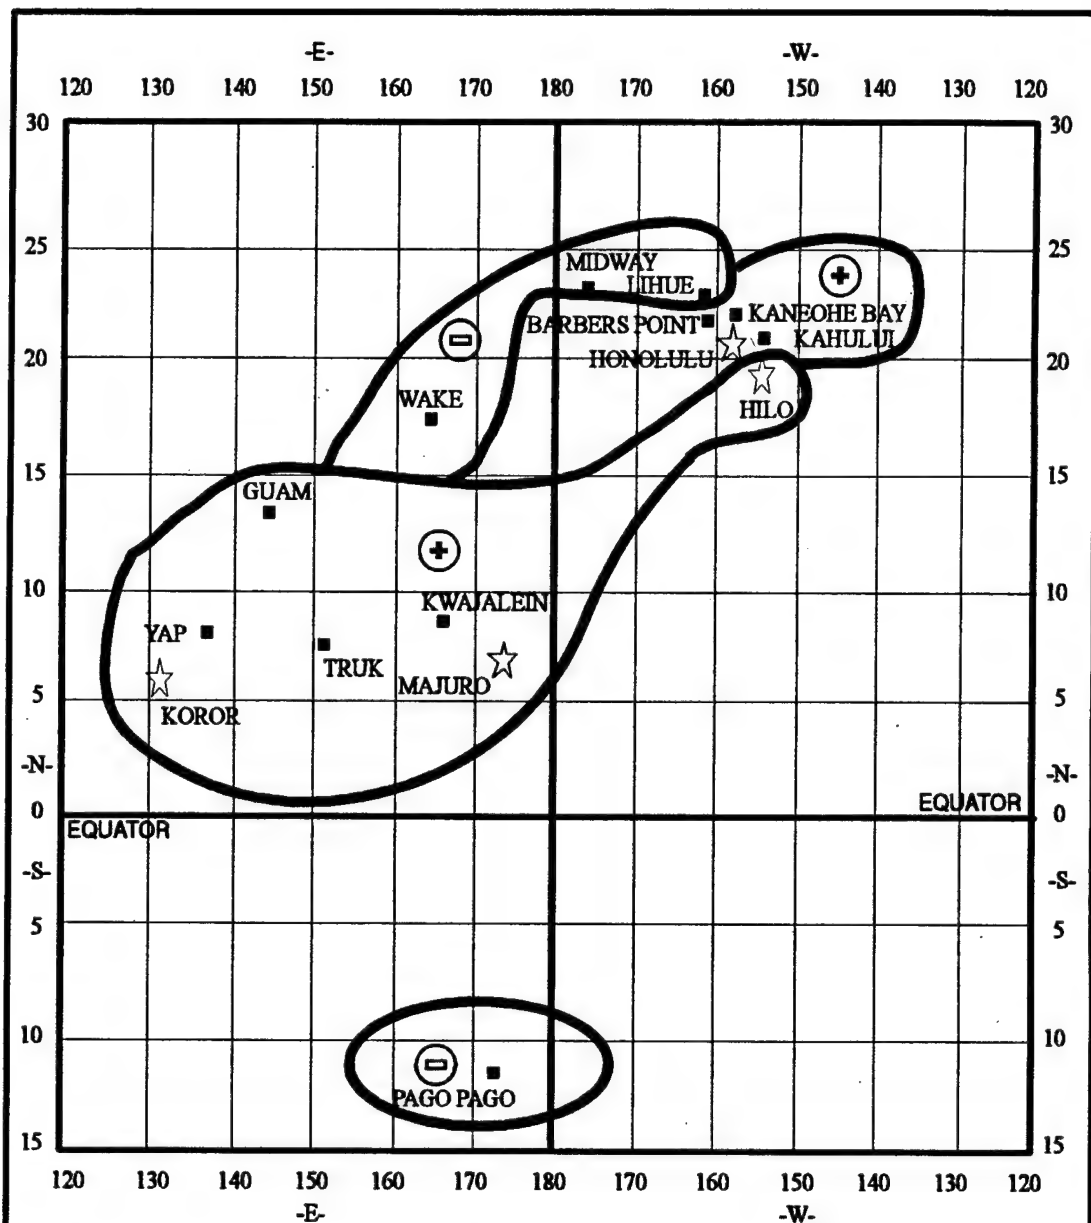 -E- -W-
120 130 140 150 160 170 180 170 160 150 140 130 120
30 30
25 25
MIDWAY
LIHUE
KANEOHE BAY
BARBERS POINT
KAHULUI
HONOLULU
20 20
WAKE
HILO
15 15
GUAM
10 10
KWAJALEIN
YAP
TRUK
MAJURO
5 5
KOROR
-N- -N-
0 EQUATOR 0
EQUATOR
-S- -S-
5 5
10 10
PAGO PAGO
15 15
120 130 140 150 160 170 180 170 160 150 140 130 120
-E- -W-